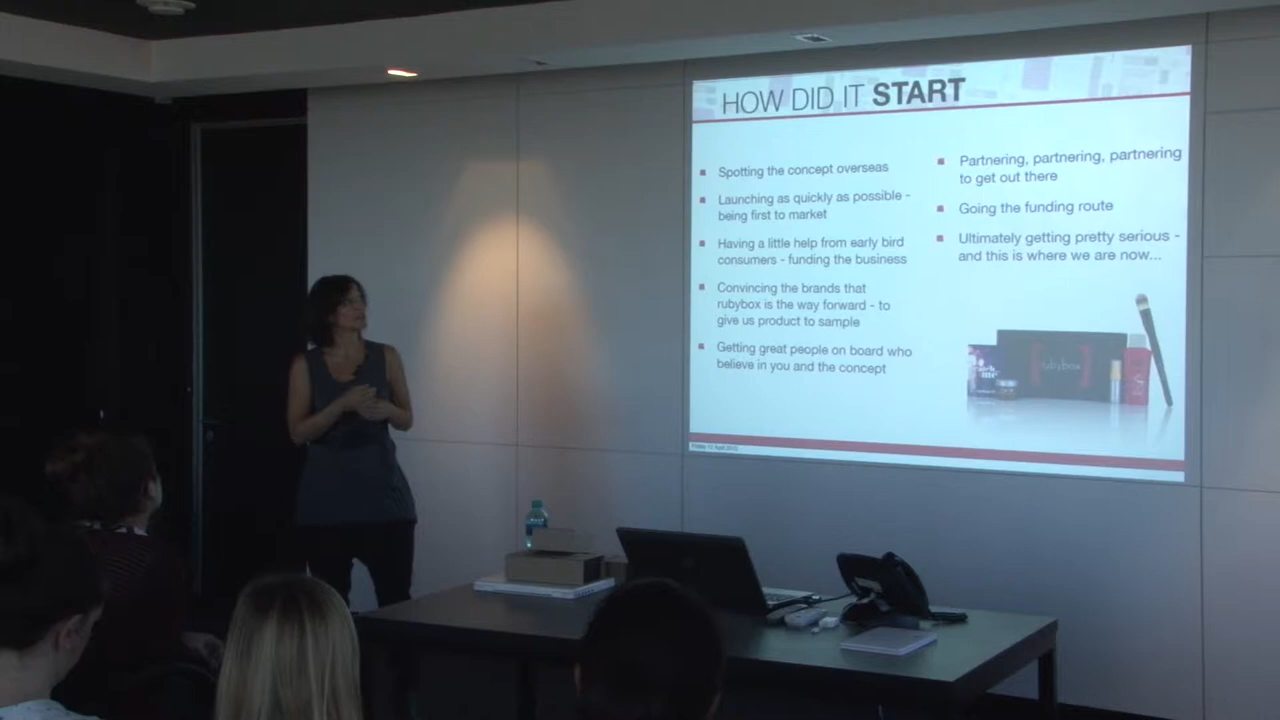 HOW DID IT START
Spotting the concept overseas
Launching as quickly as possible -
being first to market
Having a little help from early bird
consumers - funding the business
Convincing the brands that
rubybox is the way forward - to
give us product to sample
Getting great people on board who
believe in you and the concept
Partnering, partnering, partnering
to get out there
Going the funding route
Ultimately getting pretty serious -
and this is where we are now...
rubybox